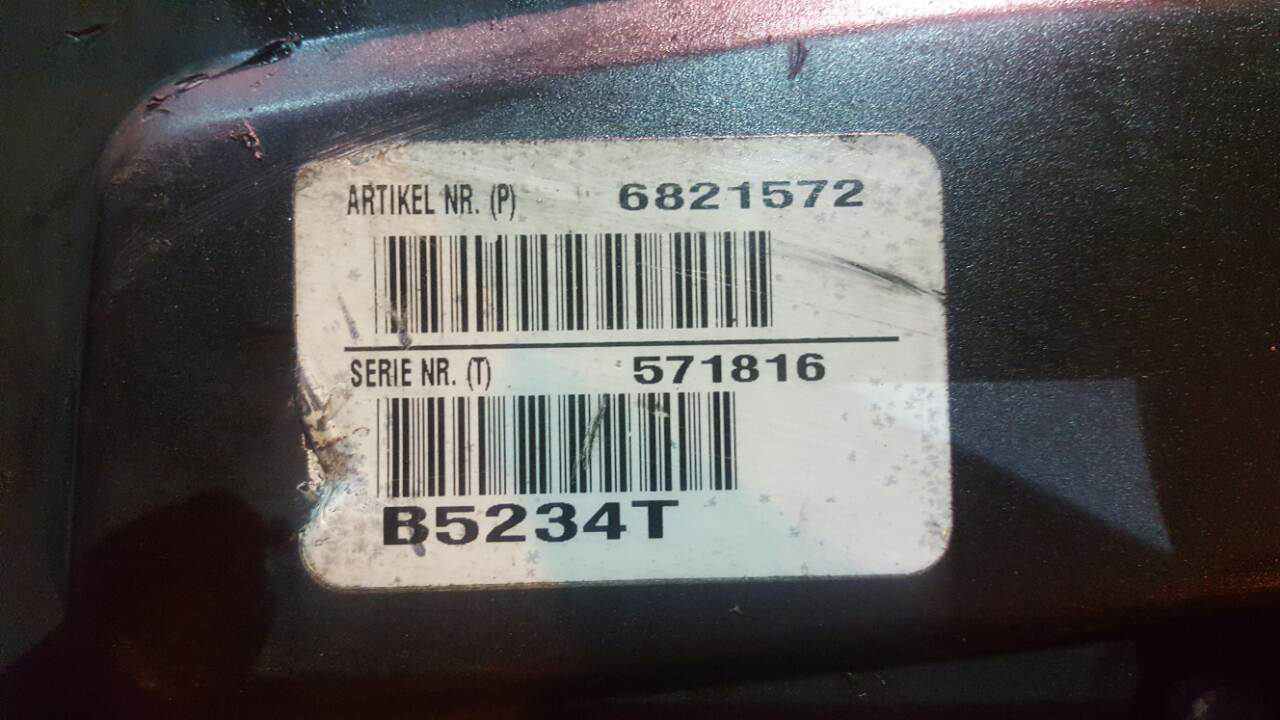 ARTIKEL NR. (P) 6821572
SERIE NR. (T) 571816
B5234T